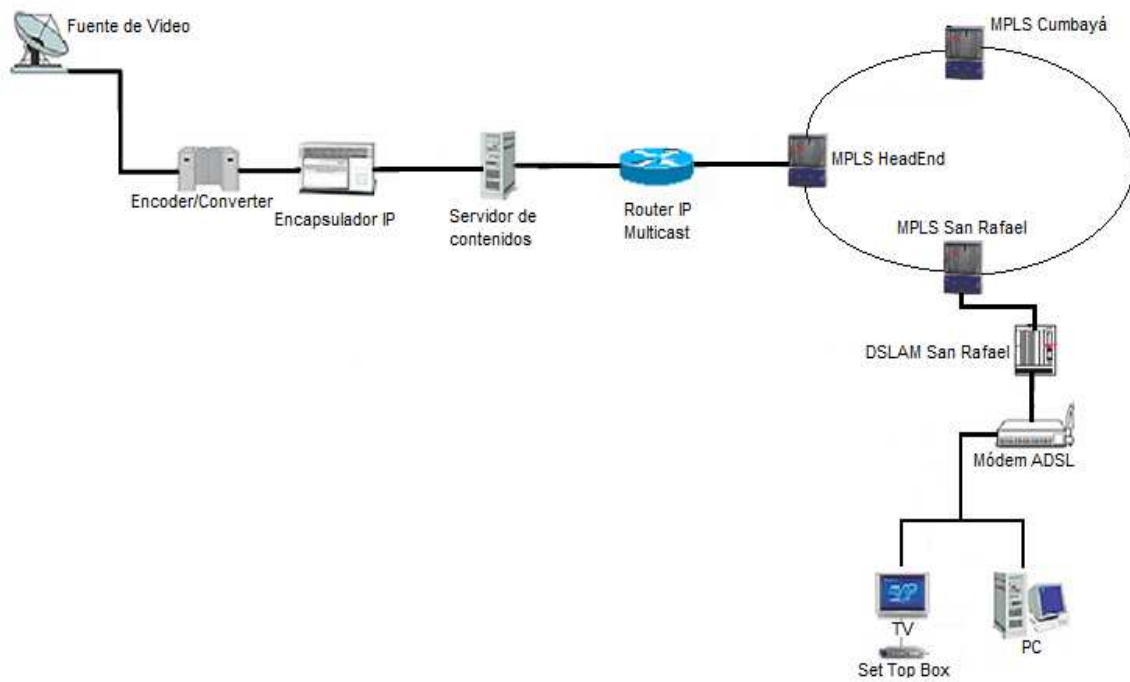 Fuente de Video
MPLS Cumbayá
Encoder/Converter
Encapsulador IP
Servidor de
contenidos
Router IP
Multicast
MPLS HeadEnd
MPLS San Rafael
DSLAM San Rafael
Módem ADSL
TV
Set Top Box
PC